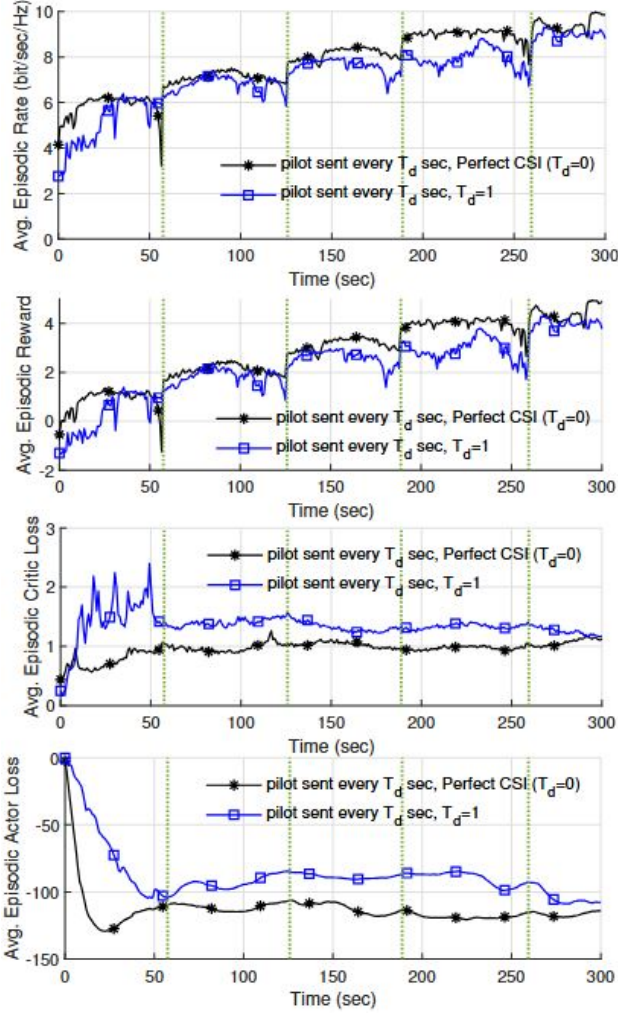 Avg. Episodic Rate (bit/sec/Hz)
10
8
6
4
2
0
pilot sent every T_d sec, Perfect CSI (T_d=0)
pilot sent every T_d sec, T_d=1
0 50 100 150 200 250 300
Time (sec)
Avg. Episodic Reward
4
2
0
-2
pilot sent every T_d sec, Perfect CSI (T_d=0)
pilot sent every T_d sec, T_d=1
0 50 100 150 200 250 300
Time (sec)
Avg. Episodic Critic Loss
3
2
1
0
pilot sent every T_d sec, Perfect CSI (T_d=0)
pilot sent every T_d sec, T_d=1
0 50 100 150 200 250 300
Time (sec)
Avg. Episodic Actor Loss
0
-50
-100
-150
pilot sent every T_d sec, Perfect CSI (T_d=0)
pilot sent every T_d sec, T_d=1
0 50 100 150 200 250 300
Time (sec)